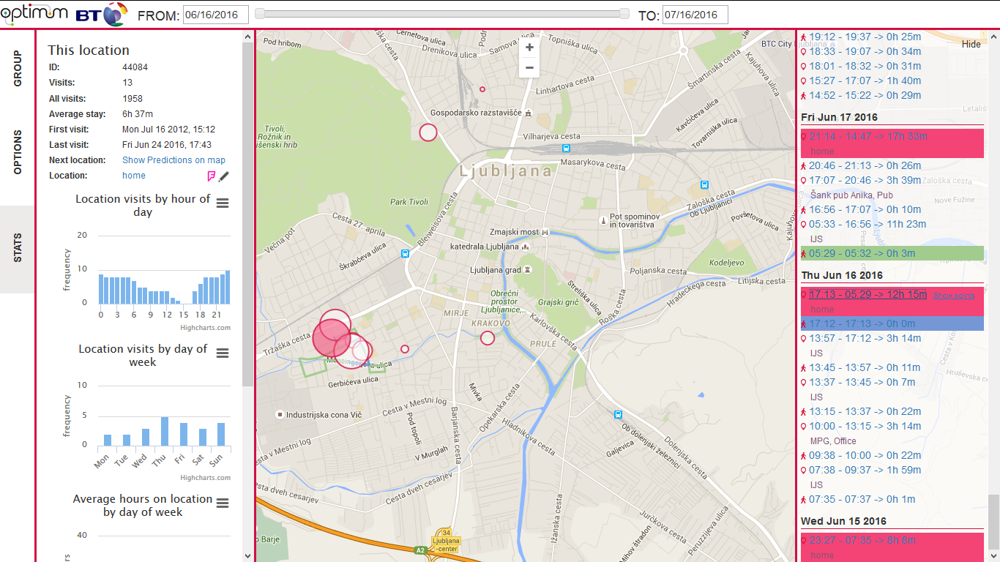 optimum BT FROM: 06/16/2016 TO: 07/16/2016
GROUP
OPTIONS
STATS
This location
ID: 44084
Visits: 13
All visits: 1958
Average stay: 6h 37m
First visit: Mon Jul 16 2012, 15:12
Last visit: Fri Jun 24 2016, 17:43
Next location: Show Predictions on map
Location: home
Location visits by hour of
day
20
10
0
frequency
0 3 6 9 12 15 18 21
Highcharts.com
Location visits by day of
week
10
5
0
frequency
Mon Tue Wed Thu Fri Sat Sun
Highcharts.com
Average hours on location
by day of week
40
+
−
Pod hribom
Černetova ulica
Drenikova ulica
Samova
Topniška ulica
Celovška cesta
Linhartova cesta
Šmartinska cesta
Kajuhova ulica
BTC City Ljubljana
Gospodarsko razstavišče
Kavčičeva ulica
Tovarniška ulica
Tivoli,
Rožnik in
išenski hrib
Vilharjeva cesta
Masarykova cesta
Ljubljana
Park Tivoli
Zaloška cesta
Ob Ljubljanici
Povšetova ulica
Kajuho
Pot spominov
in tovarištva
Cesta 27. aprila
Bleiweisova cesta
Večna pot
Zmajski most
katedrala Ljubljana
Škrabčeva ulica
Ljubljana grad
Kodeljevo
Poljanska cesta
Litijska cesta
Streliška ulica
Obrečni
prostor
Ljubljanice,...
Grajski grič
Hradeckega cesta
MIRJE
KRAKOVO
Karlovška cesta
Roška cesta
PRULE
Tržaška cesta
ulica
Gerbičeva ulica
Mivka
Opekarska cesta
Cesta v Mestni log
Industrijska cona Vič
Pod topoli
Barjanska cesta
Hladnikova cesta
Cesta v Mestni log
V Murglah
Ob dolenjski železnici
Galjevica
Dolenjska cesta
Cesta dveh cesarjev
Cesta dveh cesarjev
Ižanska cesta
Jurčkova cesta
Peruzzijeva ulica
Mihov štradon
o Barje
34
Ljubljana
-center
A2
Hide
19:12 - 19:37 -> 0h 25m
18:33 - 19:07 -> 0h 34m
18:01 - 18:32 -> 0h 31m
15:27 - 17:07 -> 1h 40m
14:52 - 15:22 -> 0h 29m
Fri Jun 17 2016
21:14 - 14:47 -> 17h 33m
home
20:46 - 21:13 -> 0h 26m
17:07 - 20:46 -> 3h 39m
Šank pub Anika, Pub
16:56 - 17:07 -> 0h 10m
05:33 - 16:56 -> 11h 23m
IJS
05:29 - 05:32 -> 0h 3m
Thu Jun 16 2016
17:13 - 05:29 -> 12h 15m Show points
home
17:12 - 17:13 -> 0h 0m
13:57 - 17:12 -> 3h 14m
IJS
13:45 - 13:57 -> 0h 11m
13:37 - 13:45 -> 0h 7m
IJS
13:15 - 13:37 -> 0h 22m
10:00 - 13:15 -> 3h 14m
MPG, Office
09:38 - 10:00 -> 0h 22m
07:38 - 09:37 -> 1h 59m
IJS
07:35 - 07:37 -> 0h 1m
Wed Jun 15 2016
23:27 - 07:35 -> 8h 8m
home
Zaloška cesta
Nove Fužine